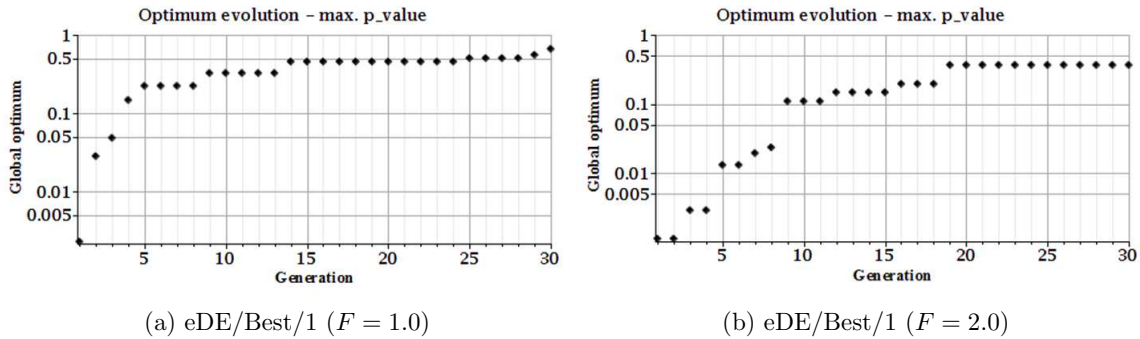 Optimum evolution – max. p_value
Global optimum
1
0.5
0.1
0.05
0.01
0.005
5 10 15 20 25 30
Generation
(a) eDE/Best/1 (F = 1.0)
Optimum evolution – max. p_value
Global optimum
1
0.5
0.1
0.05
0.01
0.005
5 10 15 20 25 30
Generation
(b) eDE/Best/1 (F = 2.0)